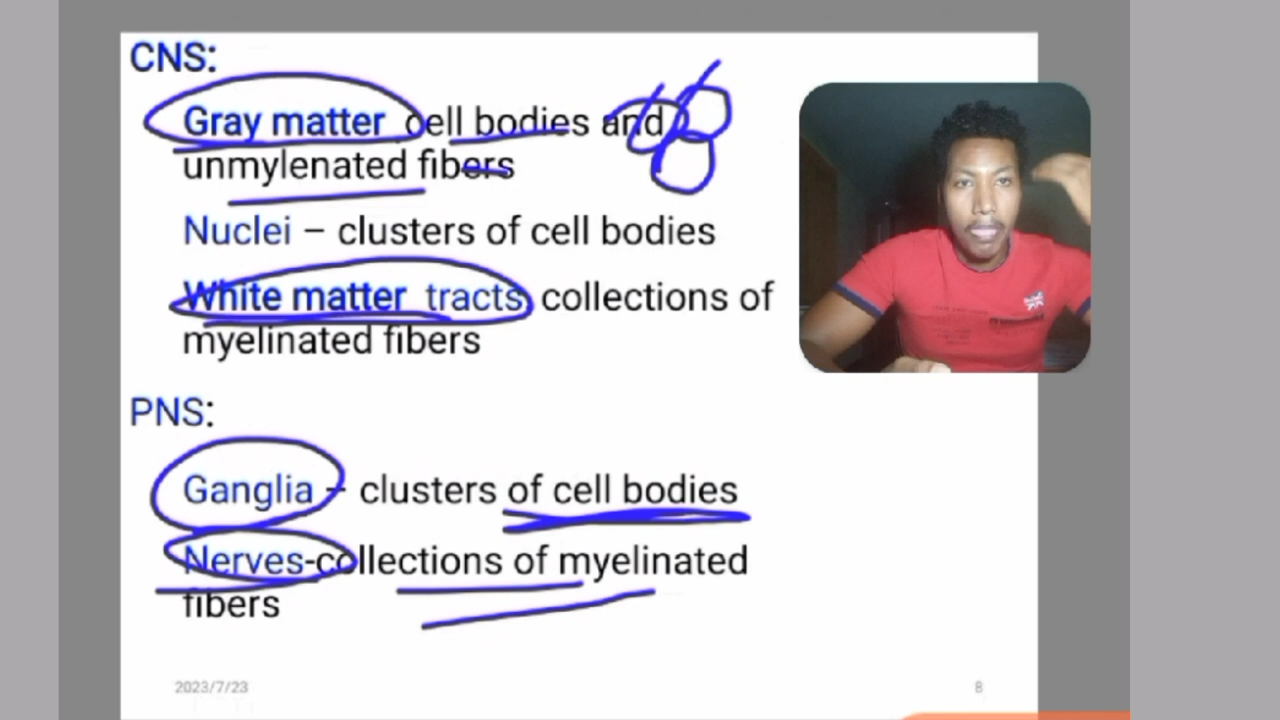 CNS:
Gray matter cell bodies and
unmylenated fibers
Nuclei – clusters of cell bodies
White matter tracts collections of
myelinated fibers
PNS:
Ganglia – clusters of cell bodies
Nerves-collections of myelinated
fibers
2023/7/23
8